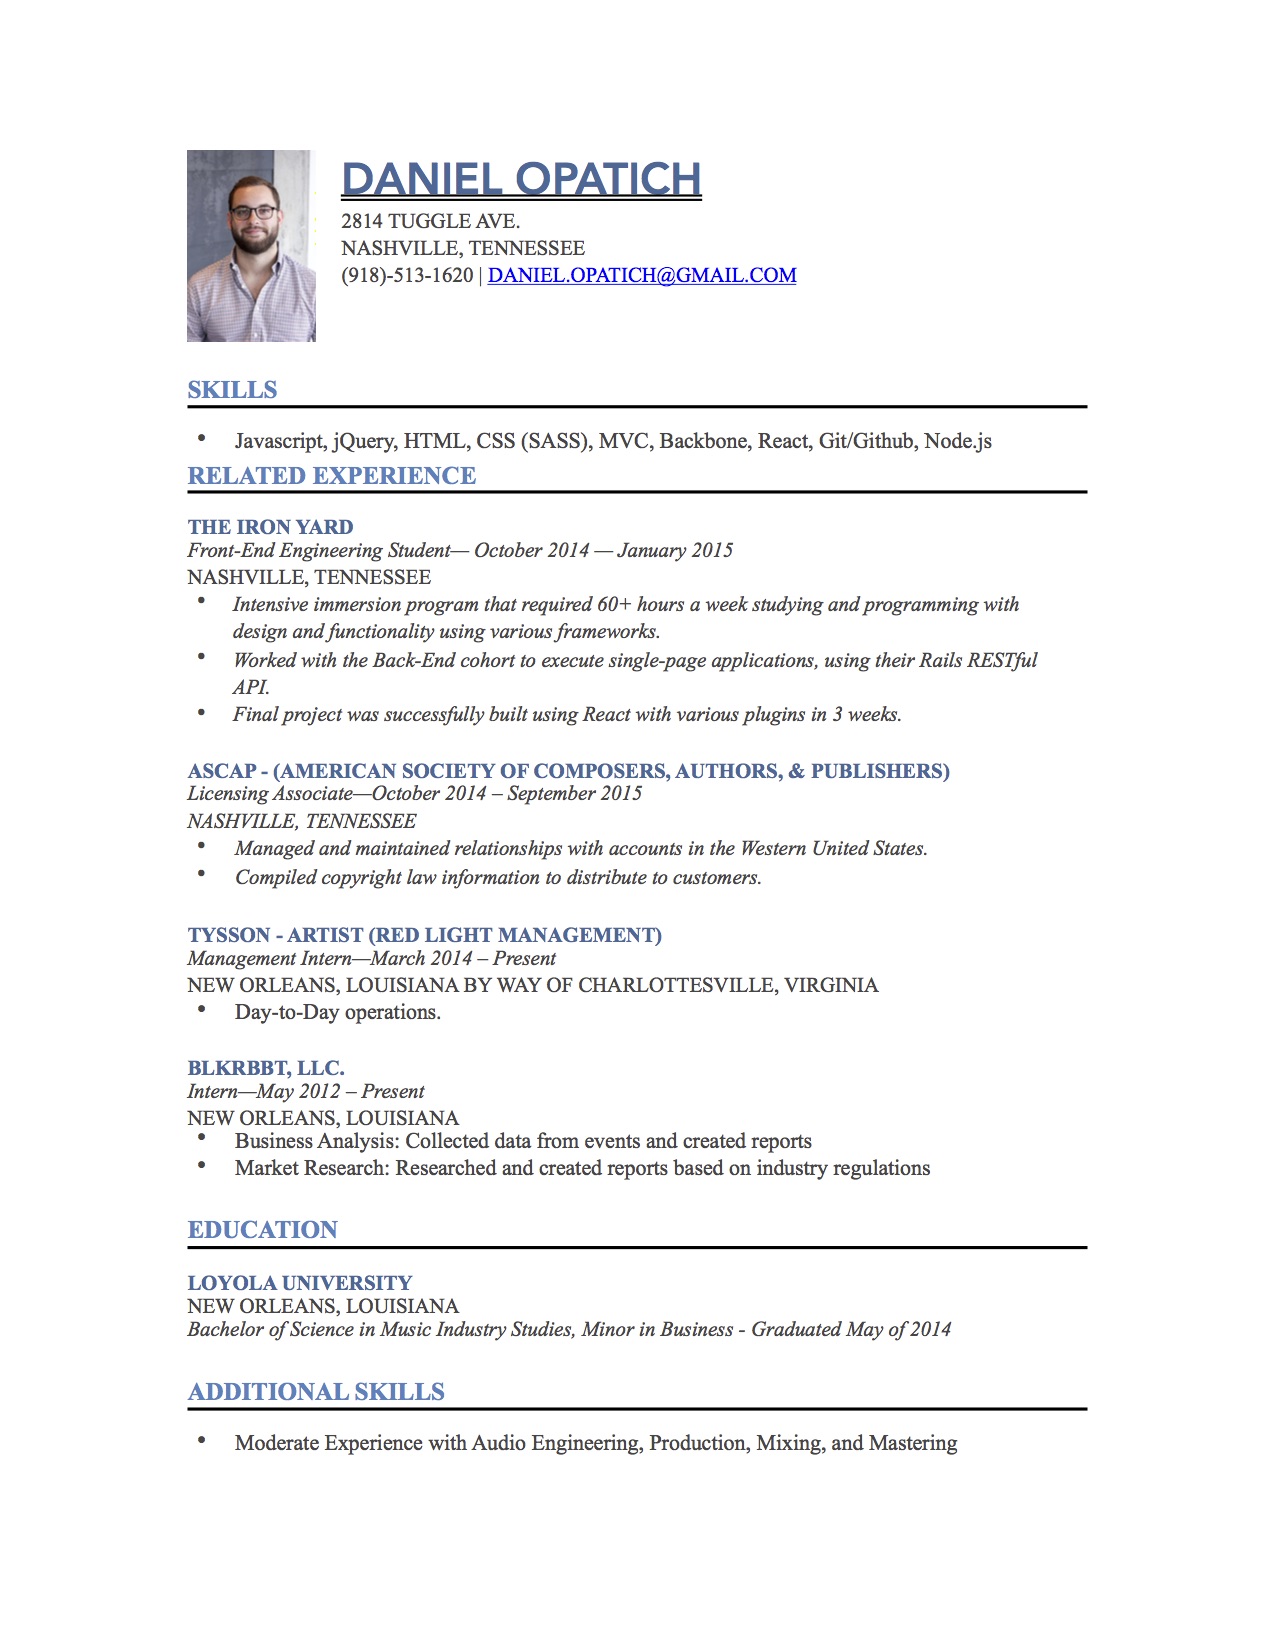 DANIEL OPATICH
2814 TUGGLE AVE.
NASHVILLE, TENNESSEE
(918)-513-1620 | DANIEL.OPATICH@GMAIL.COM
SKILLS
• Javascript, jQuery, HTML, CSS (SASS), MVC, Backbone, React, Git/Github, Node.js
RELATED EXPERIENCE
THE IRON YARD
Front-End Engineering Student— October 2014 — January 2015
NASHVILLE, TENNESSEE
• Intensive immersion program that required 60+ hours a week studying and programming with
design and functionality using various frameworks.
• Worked with the Back-End cohort to execute single-page applications, using their Rails RESTful
API.
• Final project was successfully built using React with various plugins in 3 weeks.
ASCAP - (AMERICAN SOCIETY OF COMPOSERS, AUTHORS, & PUBLISHERS)
Licensing Associate—October 2014 – September 2015
NASHVILLE, TENNESSEE
• Managed and maintained relationships with accounts in the Western United States.
• Compiled copyright law information to distribute to customers.
TYSSON - ARTIST (RED LIGHT MANAGEMENT)
Management Intern—March 2014 – Present
NEW ORLEANS, LOUISIANA BY WAY OF CHARLOTTESVILLE, VIRGINIA
• Day-to-Day operations.
BLKRBBT, LLC.
Intern—May 2012 – Present
NEW ORLEANS, LOUISIANA
• Business Analysis: Collected data from events and created reports
• Market Research: Researched and created reports based on industry regulations
EDUCATION
LOYOLA UNIVERSITY
NEW ORLEANS, LOUISIANA
Bachelor of Science in Music Industry Studies, Minor in Business - Graduated May of 2014
ADDITIONAL SKILLS
• Moderate Experience with Audio Engineering, Production, Mixing, and Mastering